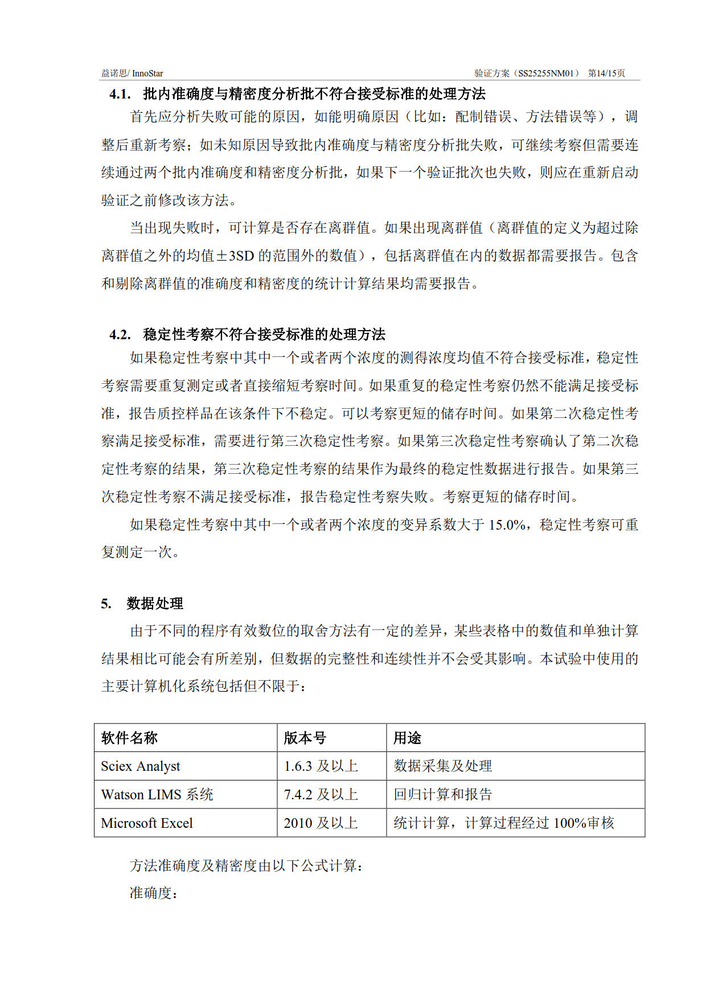 益诺思/ InnoStar 验证方案（SS25255NM01） 第14/15页
4.1. 批内准确度与精密度分析批不符合接受标准的处理方法
首先应分析失败可能的原因，如能明确原因（比如：配制错误、方法错误等），调
整后重新考察；如未知原因导致批内准确度与精密度分析批失败，可继续考察但需要连
续通过两个批内准确度和精密度分析批，如果下一个验证批次也失败，则应在重新启动
验证之前修改该方法。
当出现失败时，可计算是否存在离群值。如果出现离群值（离群值的定义为超过除
离群值之外的均值±3SD 的范围外的数值），包括离群值在内的数据都需要报告。包含
和剔除离群值的准确度和精密度的统计计算结果均需要报告。
4.2. 稳定性考察不符合接受标准的处理方法
如果稳定性考察中其中一个或者两个浓度的测得浓度均值不符合接受标准，稳定性
考察需要重复测定或者直接缩短考察时间。如果重复的稳定性考察仍然不能满足接受标
准，报告质控样品在该条件下不稳定。可以考察更短的储存时间。如果第二次稳定性考
察满足接受标准，需要进行第三次稳定性考察。如果第三次稳定性考察确认了第二次稳
定性考察的结果，第三次稳定性考察的结果作为最终的稳定性数据进行报告。如果第三
次稳定性考察不满足接受标准，报告稳定性考察失败。考察更短的储存时间。
如果稳定性考察中其中一个或者两个浓度的变异系数大于 15.0%，稳定性考察可重
复测定一次。
5. 数据处理
由于不同的程序有效数位的取舍方法有一定的差异，某些表格中的数值和单独计算
结果相比可能会有所差别，但数据的完整性和连续性并不会受其影响。本试验中使用的
主要计算机化系统包括但不限于：
软件名称 版本号 用途
Sciex Analyst 1.6.3 及以上 数据采集及处理
Watson LIMS 系统 7.4.2 及以上 回归计算和报告
Microsoft Excel 2010 及以上 统计计算，计算过程经过 100%审核
方法准确度及精密度由以下公式计算：
准确度：